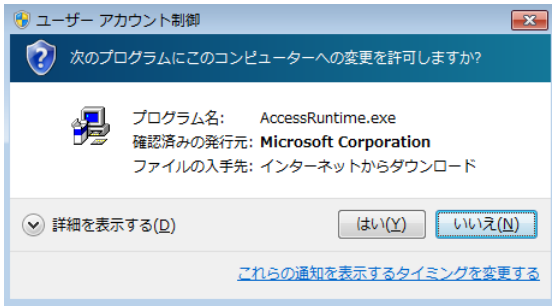 ユーザー アカウント制御
次のプログラムにこのコンピューターへの変更を許可しますか?
プログラム名: AccessRuntime.exe
確認済みの発行元: Microsoft Corporation
ファイルの入手先: インターネットからダウンロード
詳細を表示する(D) はい(Y) いいえ(N)
これらの通知を表示するタイミングを変更する